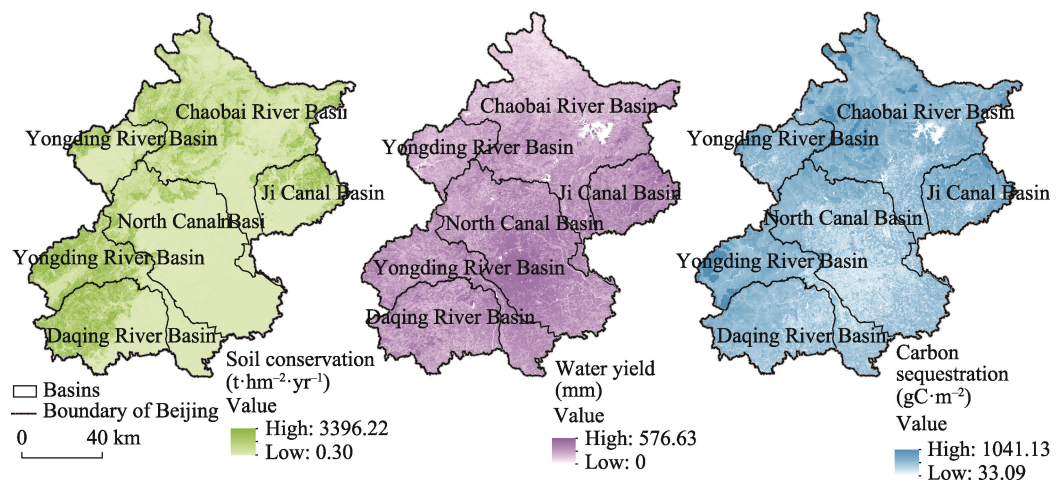 Chaobai River Basin
Yongding River Basin
Ji Canal Basin
North Canal Basi
Yongding River Basin
Daqing River Basin
Soil conservation
(t·hm⁻²·yr⁻¹)
Value
High: 3396.22
Low: 0.30
Basins
Boundary of Beijing
0 40 km
Chaobai River Basin
Yongding River Basin
Ji Canal Basin
North Canal Basin
Yongding River Basin
Daqing River Basin
Water yield
(mm)
Value
High: 576.63
Low: 0
Chaobai River Basin
Yongding River Basin
Ji Canal Basin
North Canal Basin
Yongding River Basin
Daqing River Basin
Carbon
sequestration
(gC·m⁻²)
Value
High: 1041.13
Low: 33.09